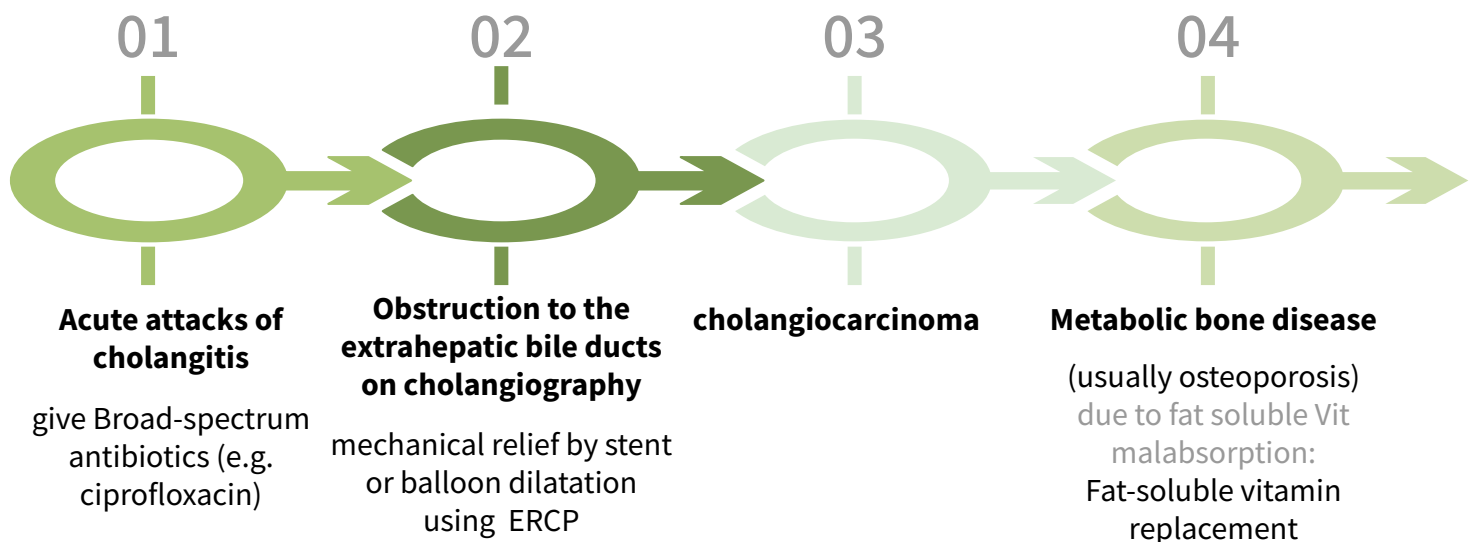 01
02
03
04
Acute attacks of
cholangitis
give Broad-spectrum
antibiotics (e.g.
ciprofloxacin)
Obstruction to the
extrahepatic bile ducts
on cholangiography
mechanical relief by stent
or balloon dilatation
using ERCP
cholangiocarcinoma
Metabolic bone disease
(usually osteoporosis)
due to fat soluble Vit
malabsorption:
Fat-soluble vitamin
replacement